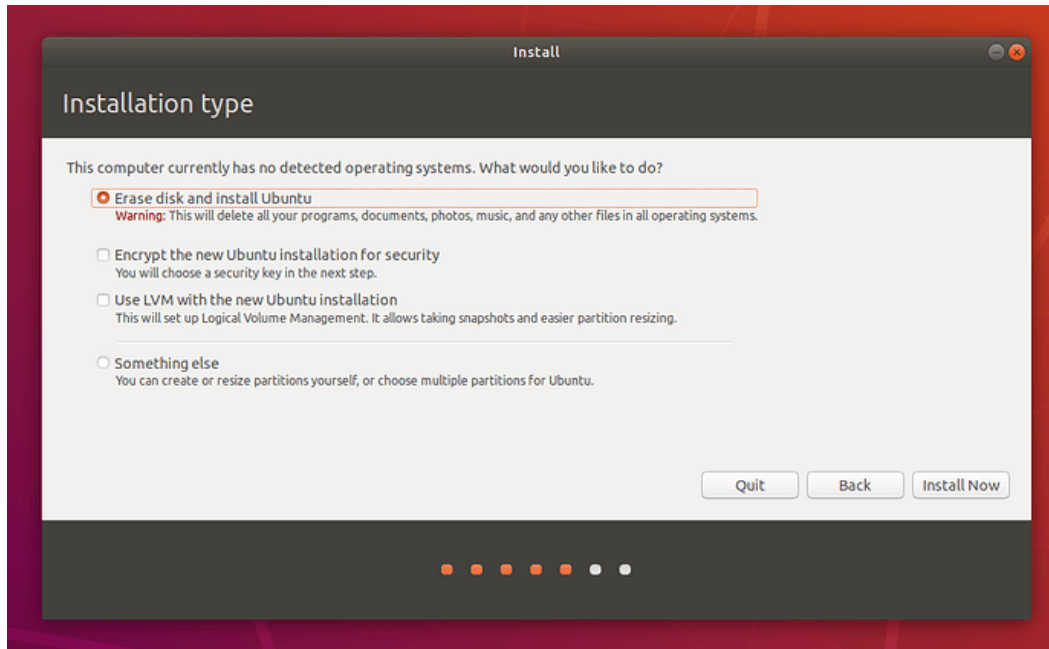 Install
Installation type
This computer currently has no detected operating systems. What would you like to do?
Erase disk and install Ubuntu
Warning: This will delete all your programs, documents, photos, music, and any other files in all operating systems.
Encrypt the new Ubuntu installation for security
You will choose a security key in the next step.
Use LVM with the new Ubuntu installation
This will set up Logical Volume Management. It allows taking snapshots and easier partition resizing.
Something else
You can create or resize partitions yourself, or choose multiple partitions for Ubuntu.
Quit Back Install Now